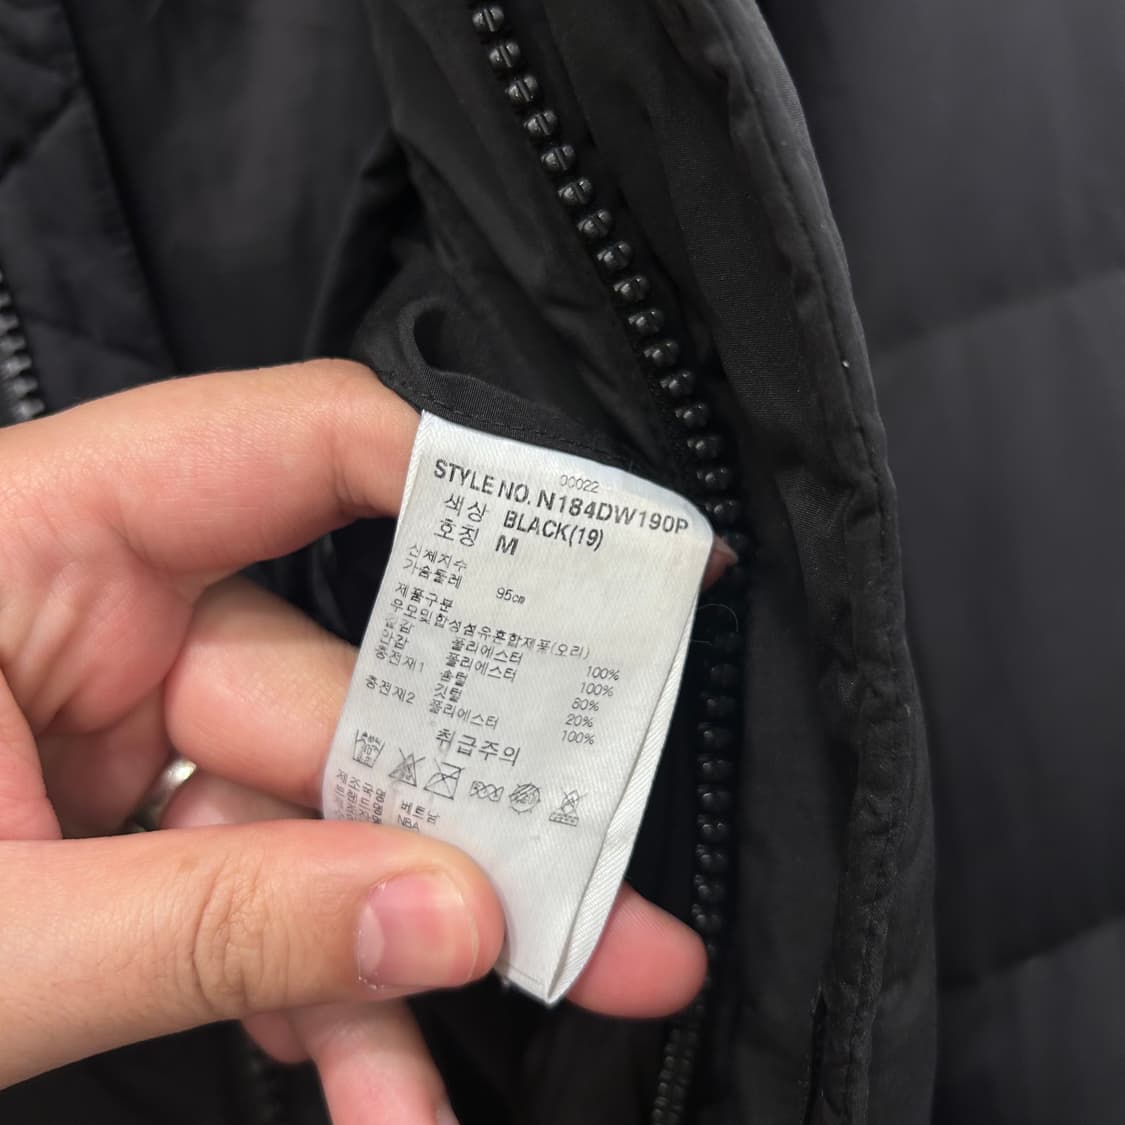 00022
STYLE NO. N184DW190P
색상 BLACK(19)
호칭 M
신체치수
가슴둘레 95cm
제품구분
우모및합성섬유혼합제품(오리)
겉감 폴리에스터 100%
안감 폴리에스터 100%
충전재1 솜털 80%
깃털 20%
충전재2 폴리에스터 100%
취급주의
베트남
NBA